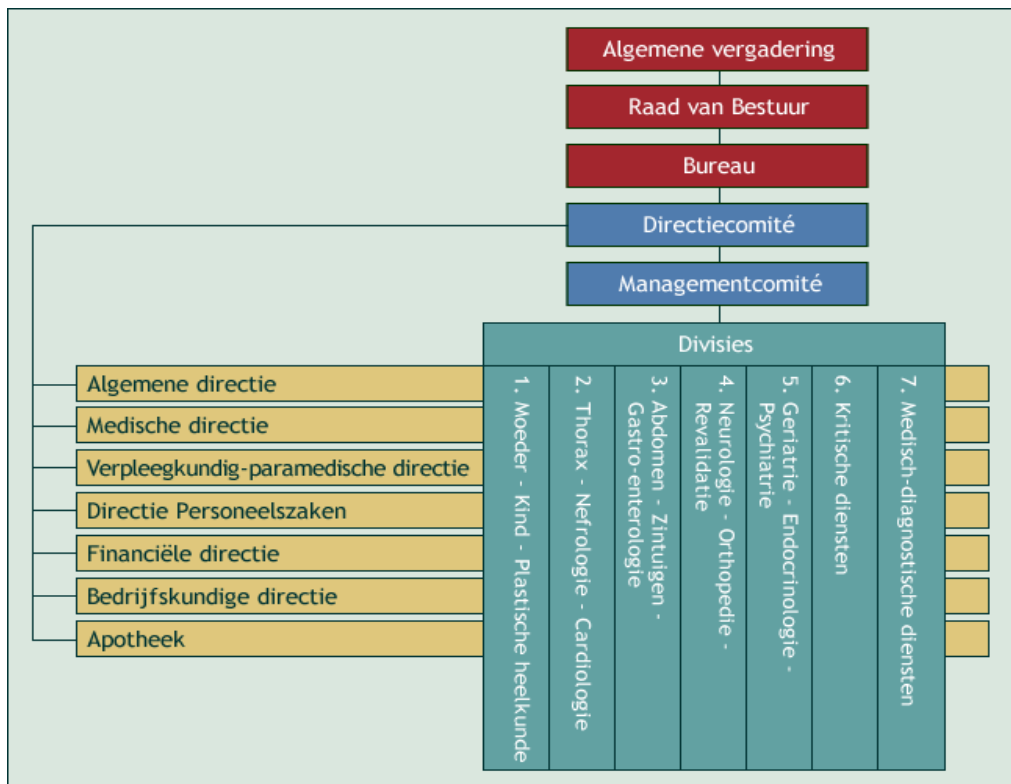 Algemene vergadering
Raad van Bestuur
Bureau
Directiecomité
Managementcomité
Divisies
Algemene directie
Medische directie
Verpleegkundig-paramedische directie
Directie Personeelszaken
Financiële directie
Bedrijfskundige directie
Apotheek
1. Moeder - Kind - Plastische heelkunde
2. Thorax - Nefrologie - Cardiologie
3. Abdomen - Zintuigen -
Gastro-enterologie
4. Neurologie - Orthopedie -
Revalidatie
5. Geriatrie - Endocrinologie -
Psychiatrie
6. Kritische diensten
7. Medisch-diagnostische diensten